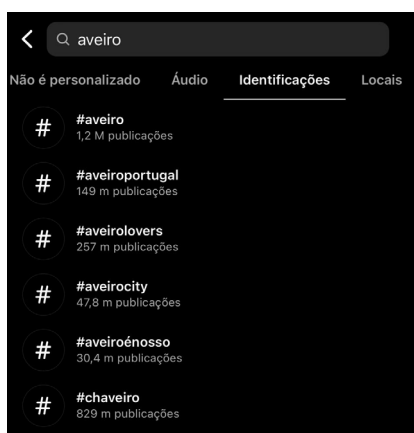 aveiro
Não é personalizado Áudio Identificações Locais
#
#aveiro
1,2 M publicações
#
#aveiroportugal
149 m publicações
#
#aveirolovers
257 m publicações
#
#aveirocity
47,8 m publicações
#
#aveiroénosso
30,4 m publicações
#
#chaveiro
829 m publicações